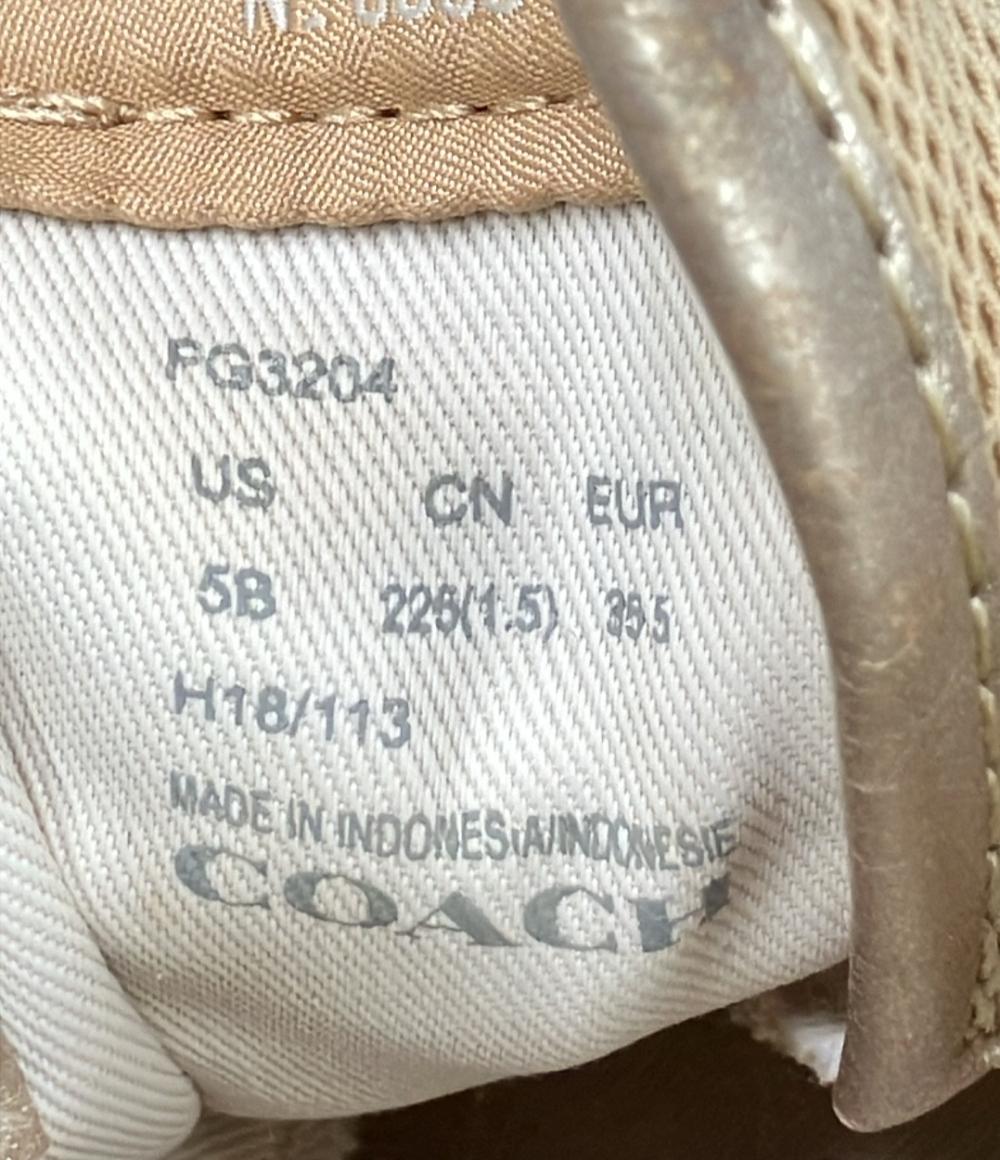 FG3204
US CN EUR
5B 225(1.5) 35.5
H18/113
MADE IN INDONESIA/INDONESIE
COACH